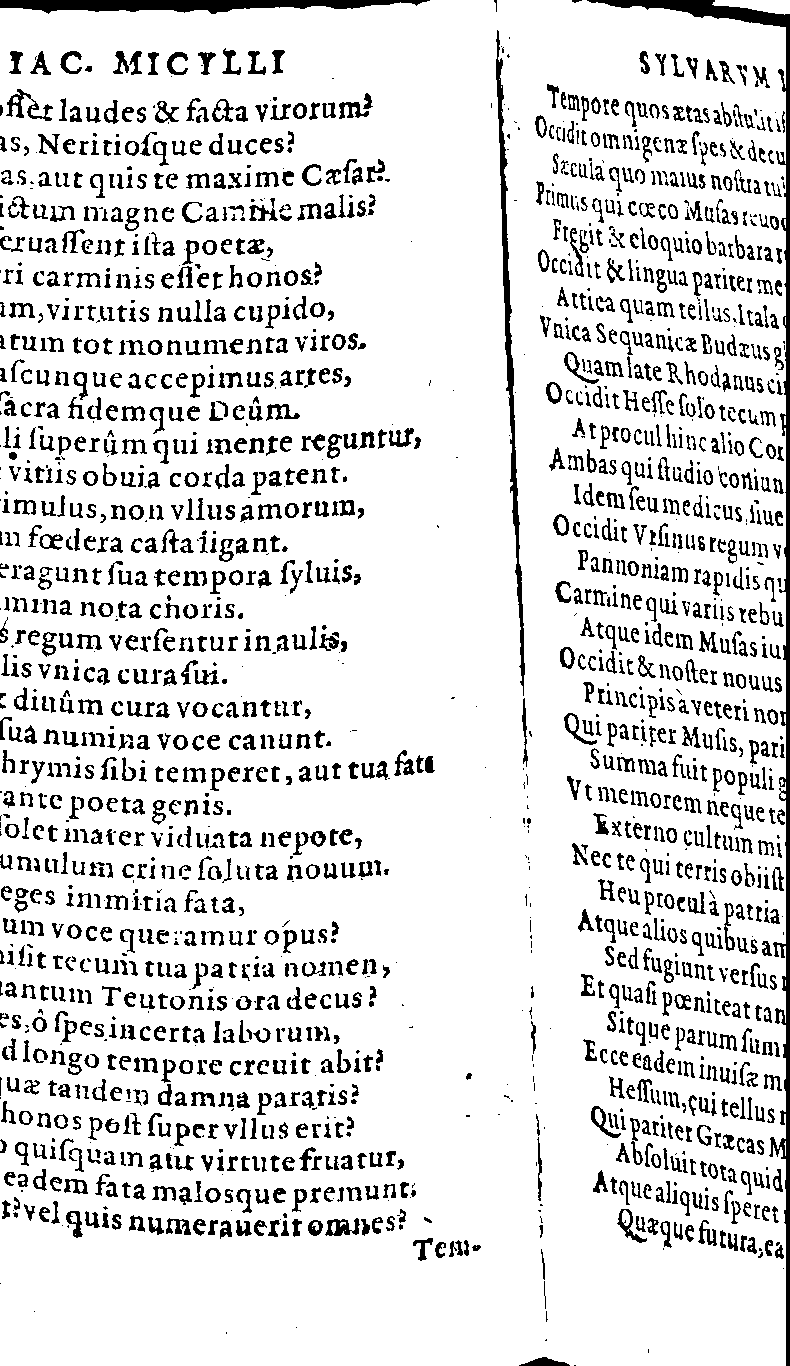 IAC. MICYLLI
oſſet laudes & facta virorum?
as, Neritioſque duces?
as, aut quis te maxime Cæſar?
ictum magne Camille malis?
eruaſſent iſta poetæ,
ri carminis eſſet honos?
um, virtutis nulla cupido,
atum tot monumenta viros.
aſcunque accepimus artes,
ſacra fidemque Deûm.
li ſuperûm qui mente reguntur,
vitiis obuia corda patent.
imulus, non vllus amorum,
m fœdera caſta ligant.
eragunt ſua tempora ſyluis,
mina nota choris.
s regum verſentur in aulis,
lis vnica cura ſui.
diuûm cura vocantur,
ſua numina voce canunt.
hrymis ſibi temperet, aut tua fata
ante poeta genis.
ſolet mater viduata nepote,
umulum crine ſoluta nouum.
eges immitia fata,
um voce queramur opus?
iſit tecum tua patria nomen,
uantum Teutonis ora decus?
es, ô ſpes incerta laborum,
d longo tempore creuit abit?
uæ tandem damna paratis?
honos poſt ſuper vllus erit?
quiſquam aut virtute fruatur,
eadem fata malosque premunt:
t? vel quis numerauerit omnes?
Tem-
SYLVARVM
Tempore quos ætas abſtulit
Occidit omnigenæ ſpes & decu
Sæcula quo maius noſtra tu
Primus qui cœco Muſas reuoc
Fregit & eloquio barbara
Occidit & lingua pariter me
Attica quam tellus, Itala
Vnica Sequanicæ Budæus gl
Quam late Rhodanus ci
Occidit Heſſe ſolo tecum
At procul hinc alio Cor
Ambas qui ſtudio coniun
Idem ſeu medicus, ſiue
Occidit Vrſinus regum v
Pannoniam rapidis qu
Carmine qui variis rebu
Atque idem Muſas iu
Occidit & noſter nouus
Principis à veteri no
Qui pariter Muſis, pari
Summa fuit populi g
Vt memorem neque te
Externo cultum mi
Nec te qui terris obiiſt
Heu procul à patria
Atque alios quibus am
Sed fugiunt verſus
Et quaſi pœniteat tan
Sitque parum ſum
Ecce eadem inuiſæ m
Heſſum, cui tellus
Qui pariter Græcas M
Abſoluit tota quid
Atque aliquis ſperet
Quæque futura, ea